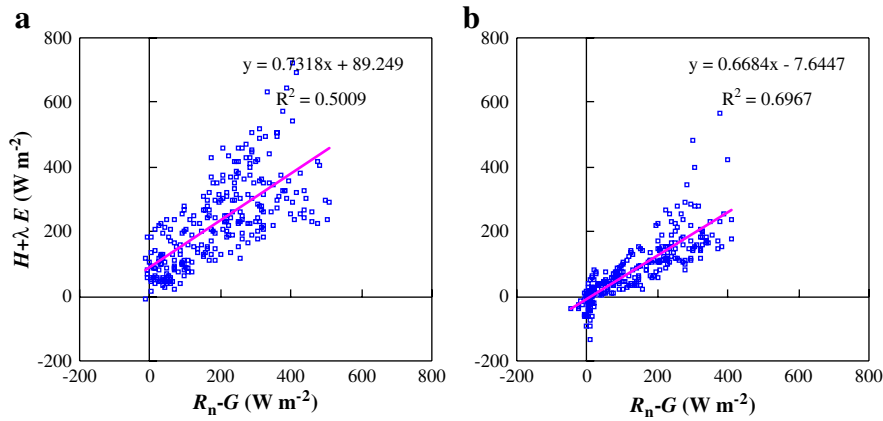 a
y = 0.7318x + 89.249
R² = 0.5009
800
600
400
200
0
-200
-200 0 200 400 600 800
H+λ E (W m⁻²)
Rₙ-G (W m⁻²)
b
y = 0.6684x - 7.6447
R² = 0.6967
800
600
400
200
0
-200
-200 0 200 400 600 800
Rₙ-G (W m⁻²)